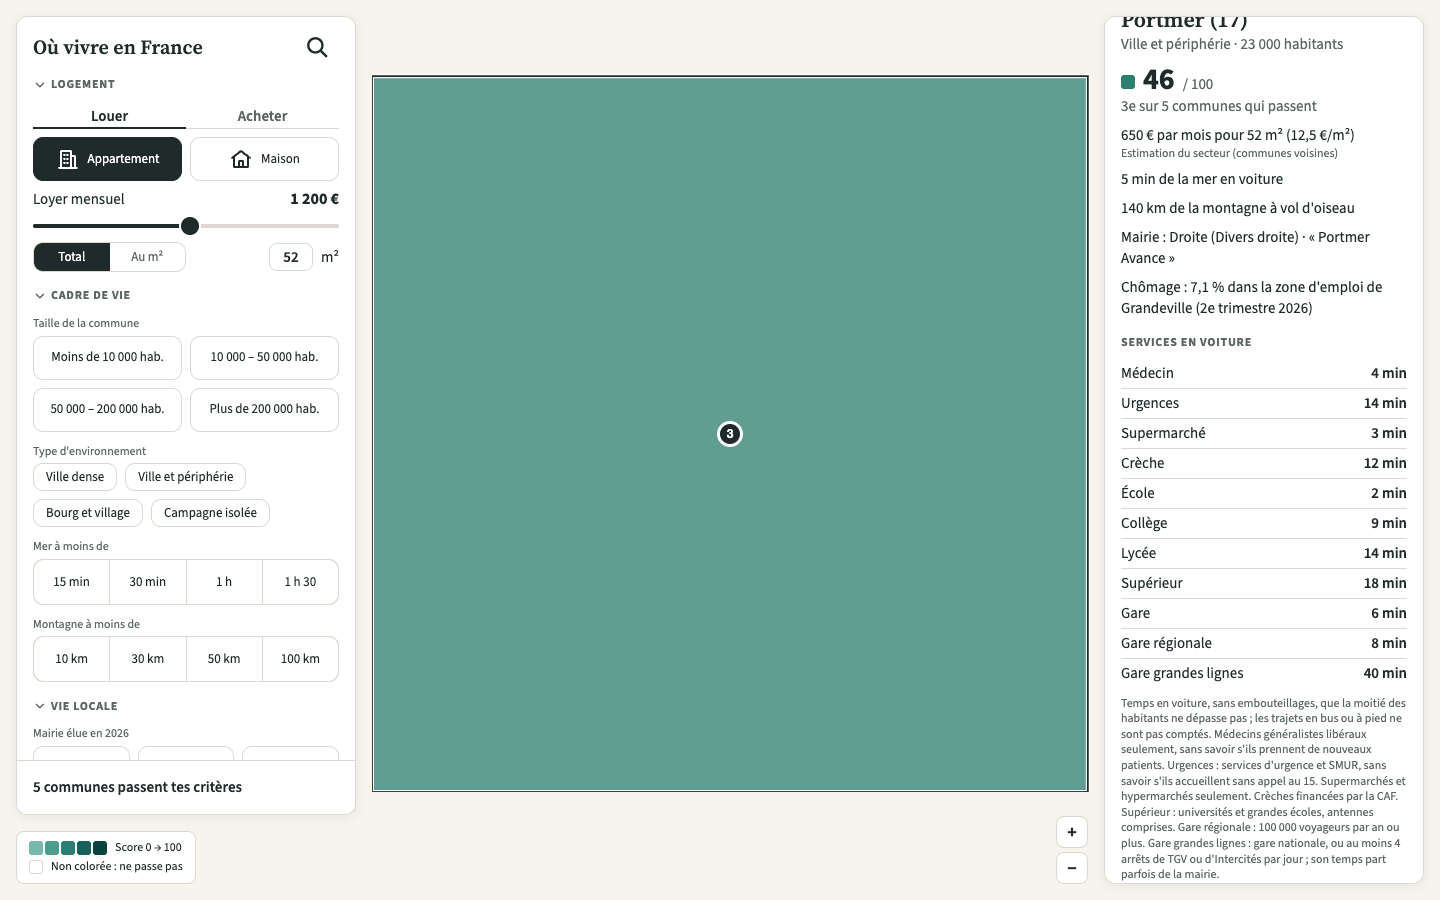 Où vivre en France
LOGEMENT
Louer
Acheter
Appartement
Maison
Loyer mensuel
1 200 €
Total
Au m²
52
m²
CADRE DE VIE
Taille de la commune
Moins de 10 000 hab.
10 000 – 50 000 hab.
50 000 – 200 000 hab.
Plus de 200 000 hab.
Type d'environnement
Ville dense
Ville et périphérie
Bourg et village
Campagne isolée
Mer à moins de
15 min
30 min
1 h
1 h 30
Montagne à moins de
10 km
30 km
50 km
100 km
VIE LOCALE
Mairie élue en 2026
5 communes passent tes critères
Score 0 → 100
Non colorée : ne passe pas
3
+
−
Portmer (17)
Ville et périphérie · 23 000 habitants
46 / 100
3e sur 5 communes qui passent
650 € par mois pour 52 m² (12,5 €/m²)
Estimation du secteur (communes voisines)
5 min de la mer en voiture
140 km de la montagne à vol d'oiseau
Mairie : Droite (Divers droite) · « Portmer
Avance »
Chômage : 7,1 % dans la zone d'emploi de
Grandeville (2e trimestre 2026)
SERVICES EN VOITURE
Médecin 4 min
Urgences 14 min
Supermarché 3 min
Crèche 12 min
École 2 min
Collège 9 min
Lycée 14 min
Supérieur 18 min
Gare 6 min
Gare régionale 8 min
Gare grandes lignes 40 min
Temps en voiture, sans embouteillages, que la moitié des
habitants ne dépasse pas ; les trajets en bus ou à pied ne
sont pas comptés. Médecins généralistes libéraux
seulement, sans savoir s'ils prennent de nouveaux
patients. Urgences : services d'urgence et SMUR, sans
savoir s'ils accueillent sans appel au 15. Supermarchés et
hypermarchés seulement. Crèches financées par la CAF.
Supérieur : universités et grandes écoles, antennes
comprises. Gare régionale : 100 000 voyageurs par an ou
plus. Gare grandes lignes : gare nationale, ou au moins 4
arrêts de TGV ou d'Intercités par jour ; son temps part
parfois de la mairie.